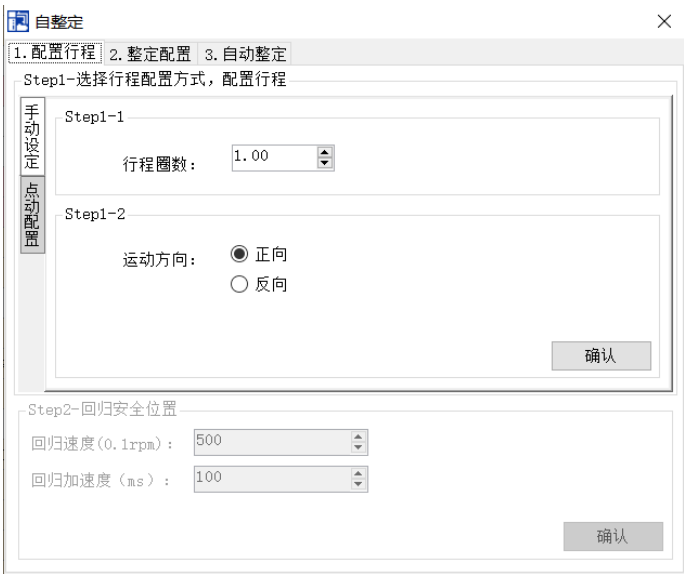 自整定
1.配置行程 2.整定配置 3.自动整定
Step1-选择行程配置方式，配置行程
手动设定
点动配置
Step1-1
行程圈数： 1.00
Step1-2
运动方向： 正向
反向
确认
Step2-回归安全位置
回归速度(0.1rpm)： 500
回归加速度（ms）： 100
确认